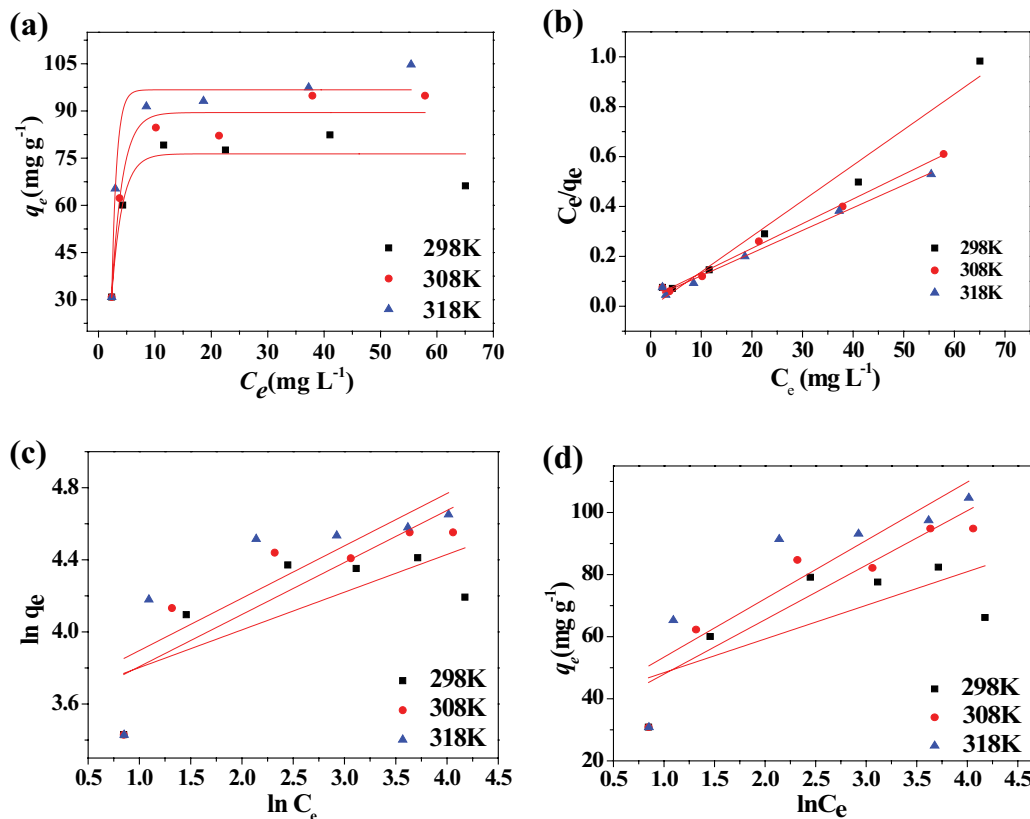 (a)
105
90
75
60
45
30
q_e(mg g⁻¹)
298K
308K
318K
0 10 20 30 40 50 60 70
C_e(mg L⁻¹)
(b)
1.0
0.8
0.6
0.4
0.2
0.0
C_e/q_e
298K
308K
318K
0 10 20 30 40 50 60 70
C_e (mg L⁻¹)
(c)
4.8
4.4
4.0
3.6
ln q_e
298K
308K
318K
0.5 1.0 1.5 2.0 2.5 3.0 3.5 4.0 4.5
ln C_e
(d)
100
80
60
40
20
q_e(mg g⁻¹)
298K
308K
318K
0.5 1.0 1.5 2.0 2.5 3.0 3.5 4.0 4.5
lnC_e